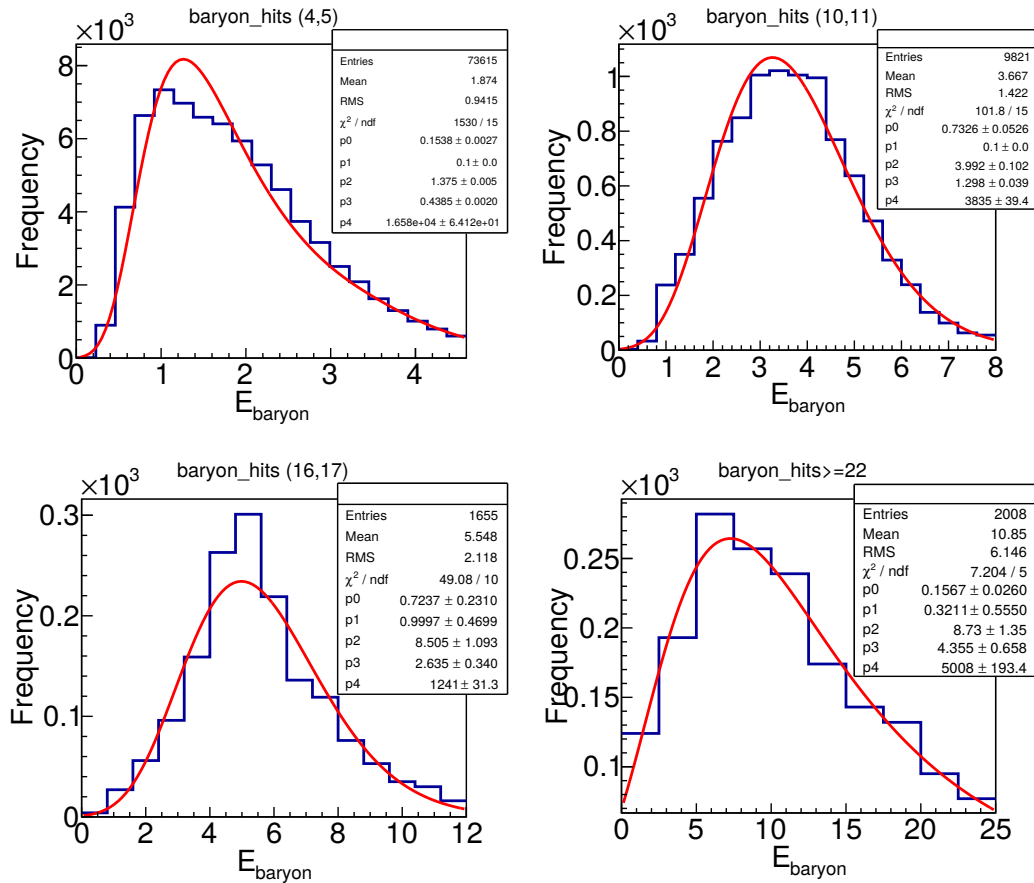 baryon_hits (4,5)
×10³
Entries 73615
Mean 1.874
RMS 0.9415
χ² / ndf 1530 / 15
p0 0.1538 ± 0.0027
p1 0.1 ± 0.0
p2 1.375 ± 0.005
p3 0.4385 ± 0.0020
p4 1.658e+04 ± 6.412e+01
Frequency
8
6
4
2
0
0 1 2 3 4
E_baryon
baryon_hits (10,11)
×10³
Entries 9821
Mean 3.667
RMS 1.422
χ² / ndf 101.8 / 15
p0 0.7326 ± 0.0526
p1 0.1 ± 0.0
p2 3.992 ± 0.102
p3 1.298 ± 0.039
p4 3835 ± 39.4
Frequency
1
0.8
0.6
0.4
0.2
0
0 1 2 3 4 5 6 7 8
E_baryon
baryon_hits (16,17)
×10³
Entries 1655
Mean 5.548
RMS 2.118
χ² / ndf 49.08 / 10
p0 0.7237 ± 0.2310
p1 0.9997 ± 0.4699
p2 8.505 ± 1.093
p3 2.635 ± 0.340
p4 1241 ± 31.3
Frequency
0.3
0.2
0.1
0
0 2 4 6 8 10 12
E_baryon
baryon_hits>=22
×10³
Entries 2008
Mean 10.85
RMS 6.146
χ² / ndf 7.204 / 5
p0 0.1567 ± 0.0260
p1 0.3211 ± 0.5550
p2 8.73 ± 1.35
p3 4.355 ± 0.658
p4 5008 ± 193.4
Frequency
0.25
0.2
0.15
0.1
0 5 10 15 20 25
E_baryon